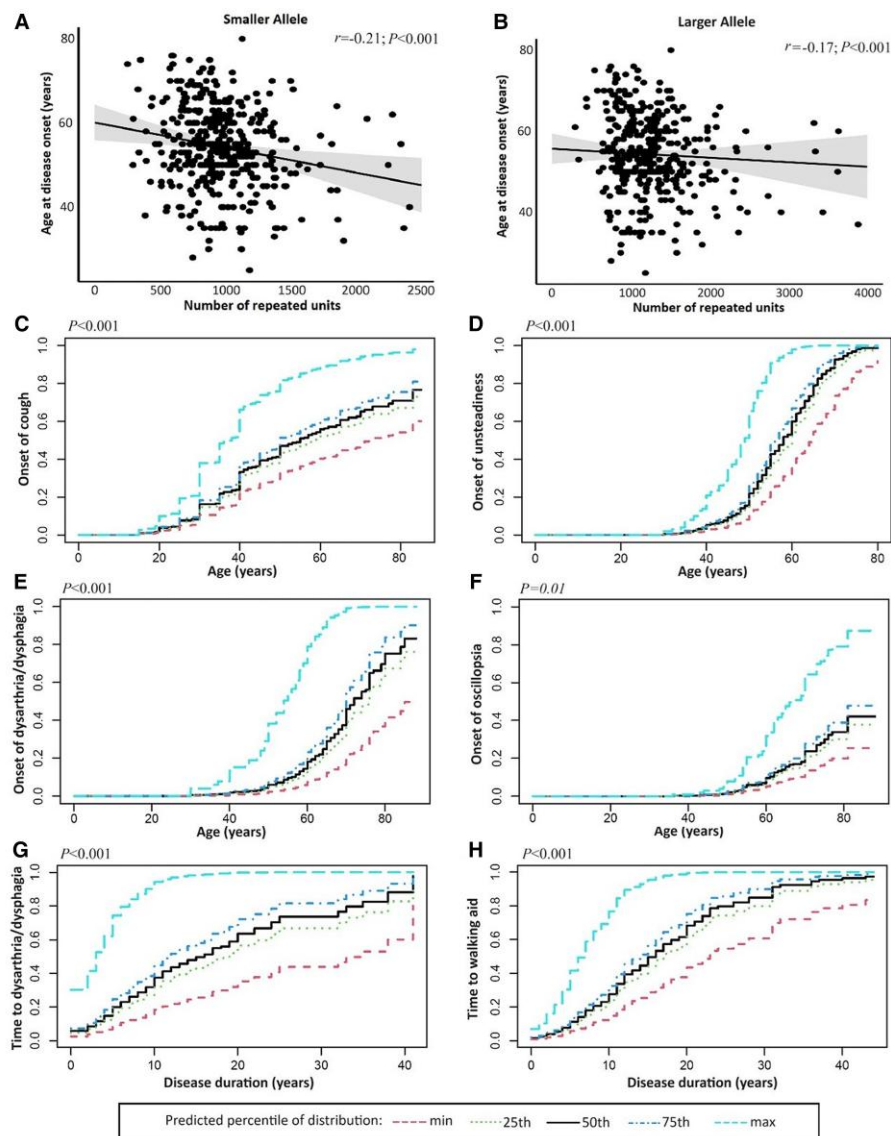 A
Smaller Allele
r=-0.21; P<0.001
Age at disease onset (years)
80
60
40
0 500 1000 1500 2000 2500
Number of repeated units
B
Larger Allele
r=-0.17; P<0.001
Age at disease onset (years)
80
60
40
0 1000 2000 3000 4000
Number of repeated units
C
P<0.001
Onset of cough
1.0
0.8
0.6
0.4
0.2
0.0
0 20 40 60 80
Age (years)
D
P<0.001
Onset of unsteadiness
1.0
0.8
0.6
0.4
0.2
0.0
0 20 40 60 80
Age (years)
E
P<0.001
Onset of dysarthria/dysphagia
1.0
0.8
0.6
0.4
0.2
0.0
0 20 40 60 80
Age (years)
F
P=0.01
Onset of oscillopsia
1.0
0.8
0.6
0.4
0.2
0.0
0 20 40 60 80
Age (years)
G
P<0.001
Time to dysarthria/dysphagia
1.0
0.8
0.6
0.4
0.2
0.0
0 10 20 30 40
Disease duration (years)
H
P<0.001
Time to walking aid
1.0
0.8
0.6
0.4
0.2
0.0
0 10 20 30 40
Disease duration (years)
Predicted percentile of distribution: min 25th 50th 75th max